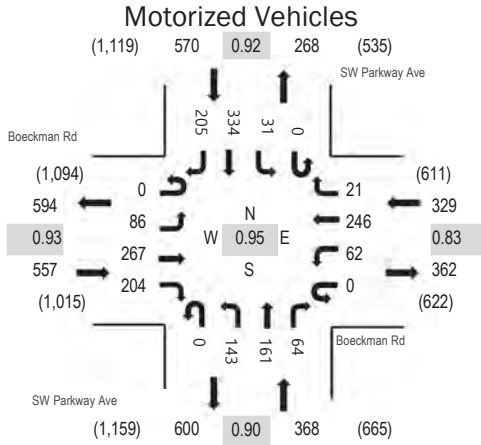 Motorized Vehicles
(1,119) 570 0.92 268 (535)
SW Parkway Ave
205 334 31 0
Boeckman Rd
(1,094) (611)
594 0 21 329
86 N 246
0.93 W 0.95 E 0.83
267 62
557 S 362
204 0
(1,015) (622)
0 143 161 64
Boeckman Rd
SW Parkway Ave
(1,159) 600 0.90 368 (665)